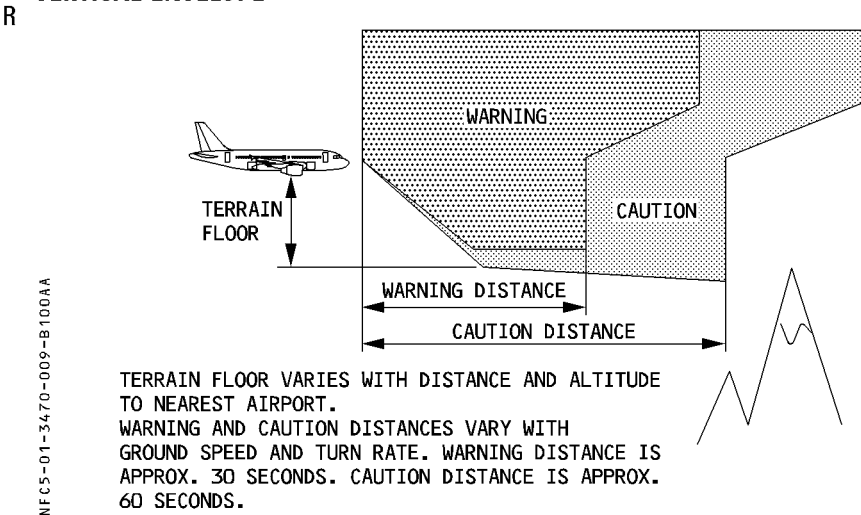 R
WARNING
TERRAIN
FLOOR
CAUTION
WARNING DISTANCE
CAUTION DISTANCE
TERRAIN FLOOR VARIES WITH DISTANCE AND ALTITUDE
TO NEAREST AIRPORT.
WARNING AND CAUTION DISTANCES VARY WITH
GROUND SPEED AND TURN RATE. WARNING DISTANCE IS
APPROX. 30 SECONDS. CAUTION DISTANCE IS APPROX.
60 SECONDS.
NFC5-01-3470-009-B100AA